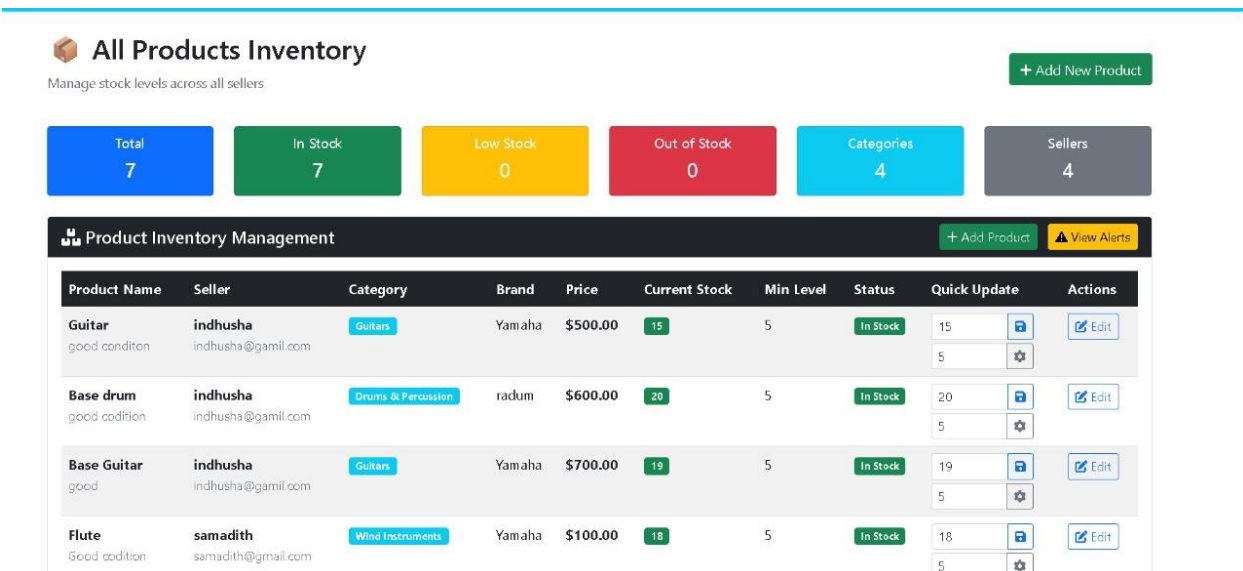 All Products Inventory
Manage stock levels across all sellers
+ Add New Product
Total
7
In Stock
7
Low Stock
0
Out of Stock
0
Categories
4
Sellers
4
Product Inventory Management
+ Add Product
View Alerts
Product Name Seller Category Brand Price Current Stock Min Level Status Quick Update Actions
Guitar indhusha Guitars Yamaha $500.00 15 5 In Stock 15 Edit
good conditon indhusha@gamil.com
5
Base drum indhusha Drums & Percussion radum $600.00 20 5 In Stock 20 Edit
good codition indhusha@gamil.com
5
Base Guitar indhusha Guitars Yamaha $700.00 19 5 In Stock 19 Edit
good indhusha@gamil.com
5
Flute samadith Wind Instruments Yamaha $100.00 18 5 In Stock 18 Edit
Good codition samadith@gmail.com
5